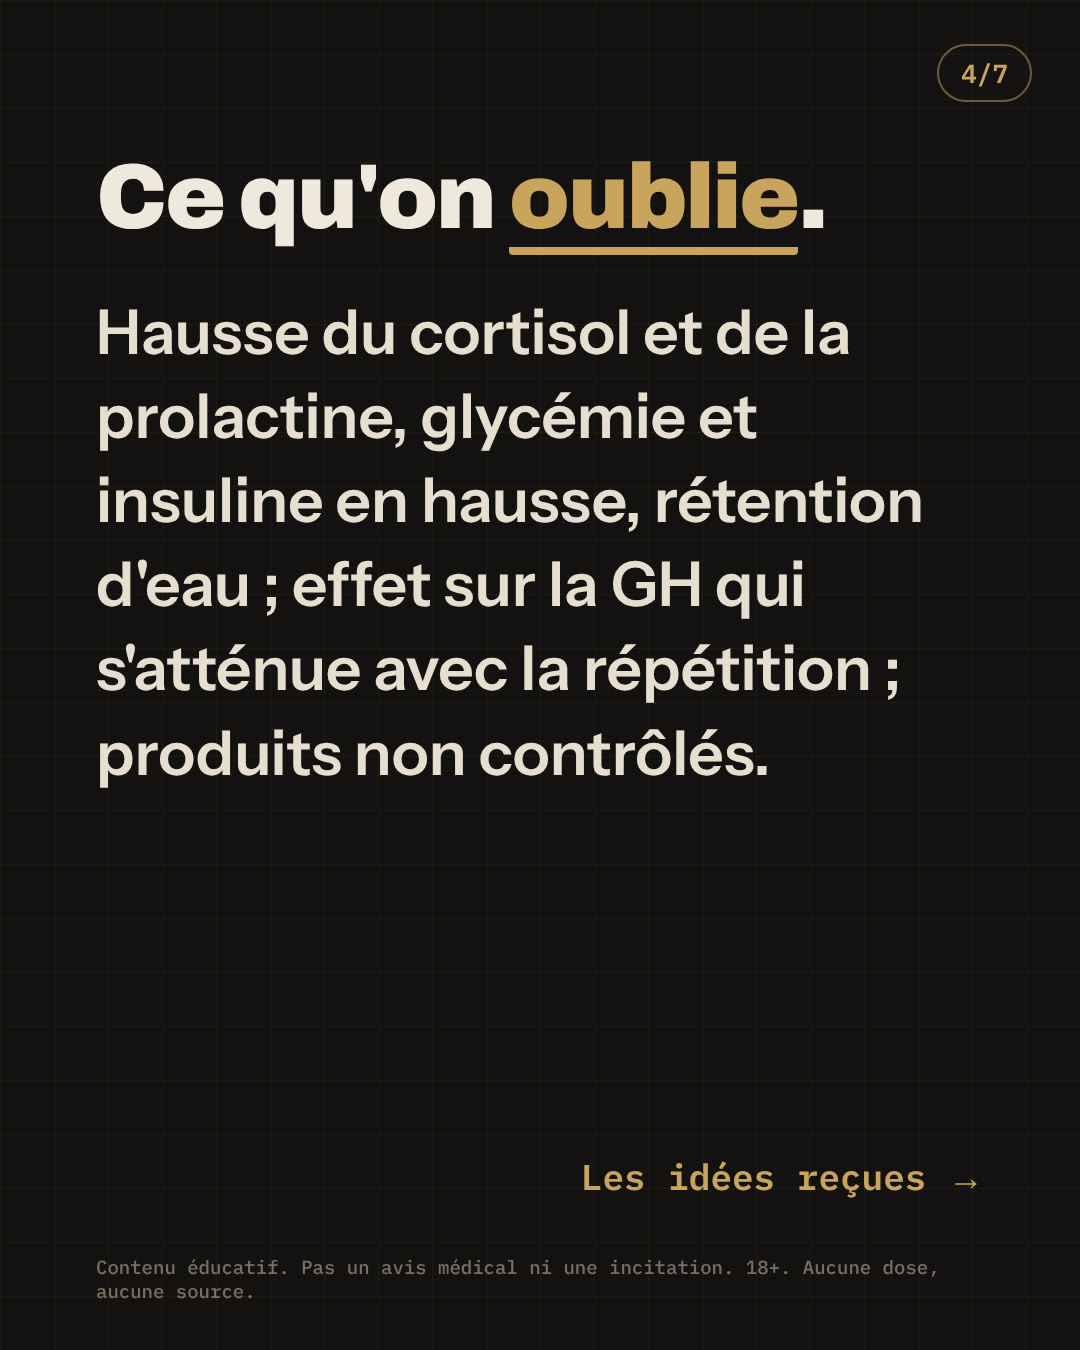 4/7
Ce qu'on oublie.
Hausse du cortisol et de la
prolactine, glycémie et
insuline en hausse, rétention
d'eau ; effet sur la GH qui
s'atténue avec la répétition ;
produits non contrôlés.
Les idées reçues →
Contenu éducatif. Pas un avis médical ni une incitation. 18+. Aucune dose,
aucune source.